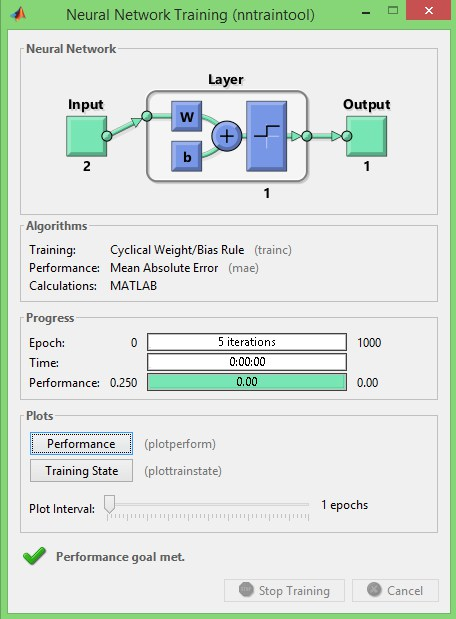 Neural Network Training (nntraintool)
Neural Network
Layer
Input
Output
W
b
+
2
1
1
Algorithms
Training: Cyclical Weight/Bias Rule (trainc)
Performance: Mean Absolute Error (mae)
Calculations: MATLAB
Progress
Epoch: 0 5 iterations 1000
Time: 0:00:00
Performance: 0.250 0.00 0.00
Plots
Performance (plotperform)
Training State (plottrainstate)
Plot Interval: 1 epochs
Performance goal met.
Stop Training Cancel